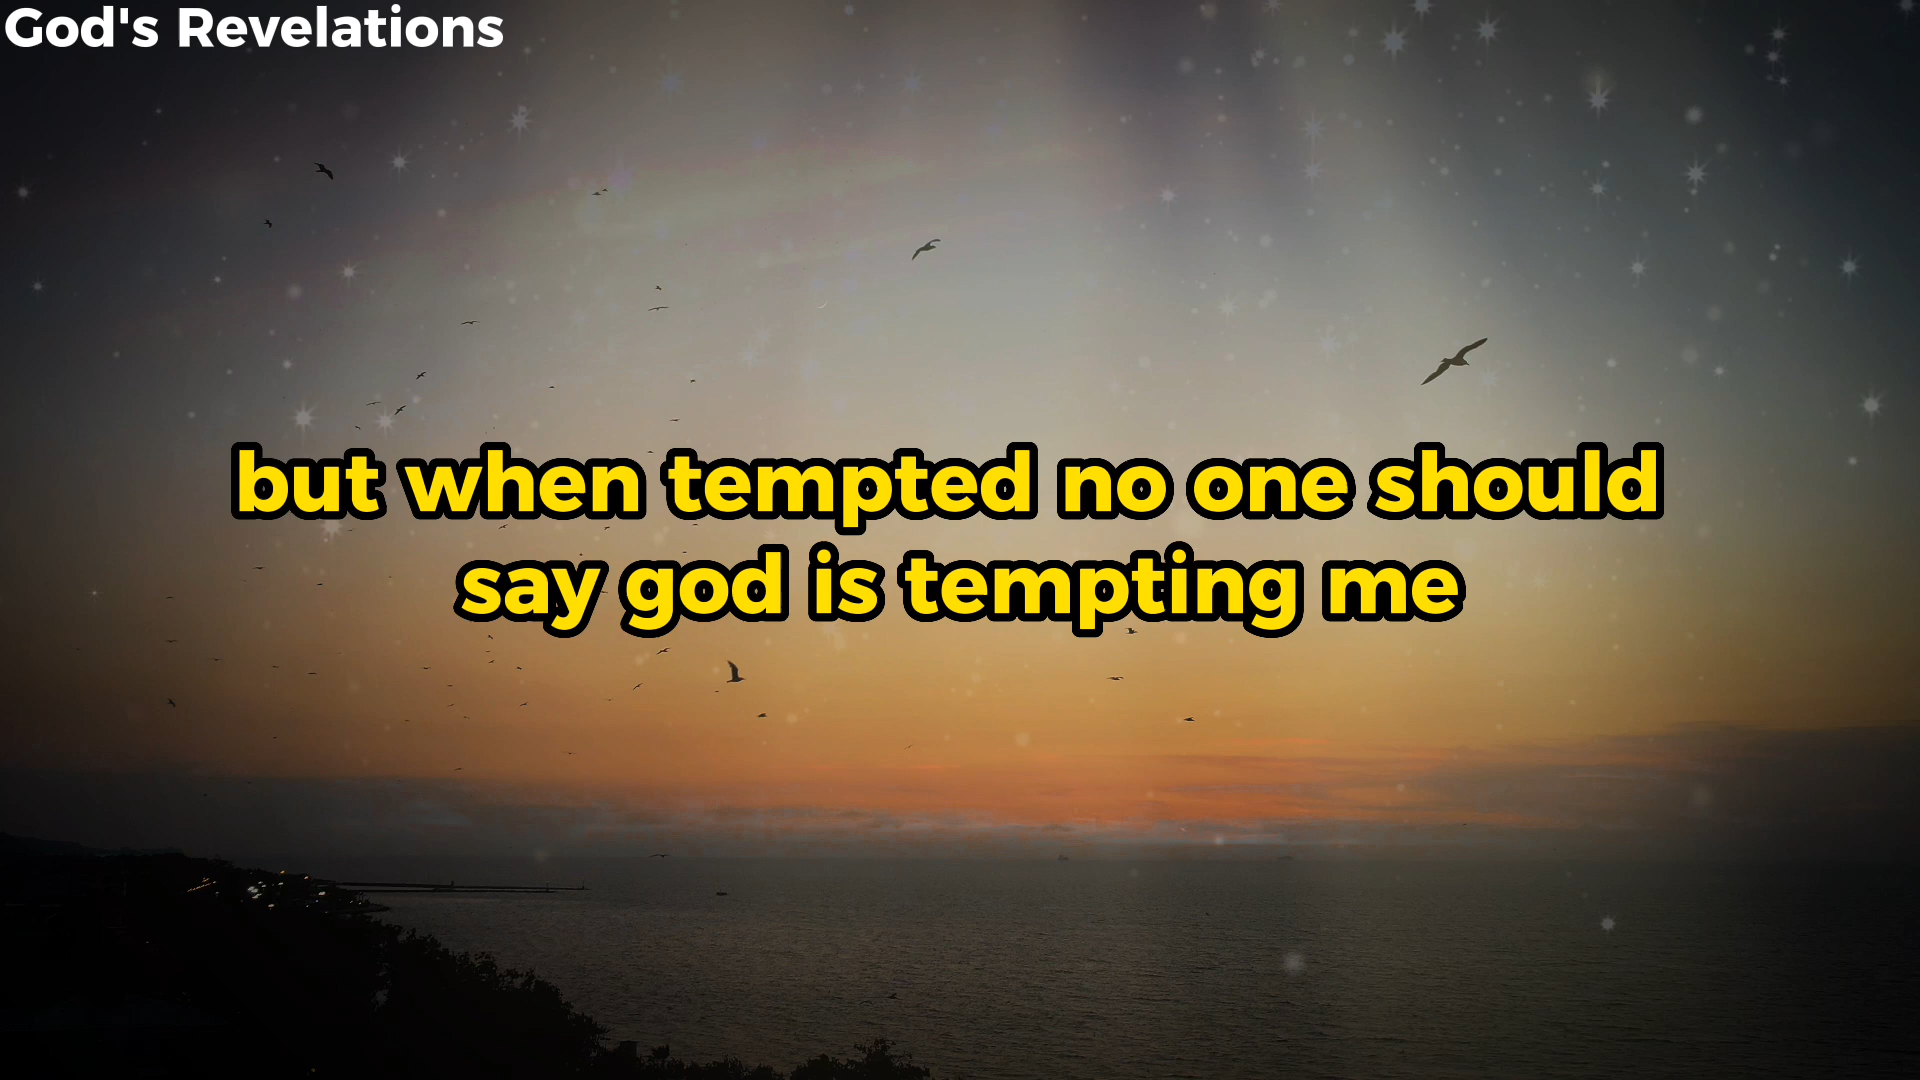 God's Revelations
but when tempted no one should
say god is tempting me